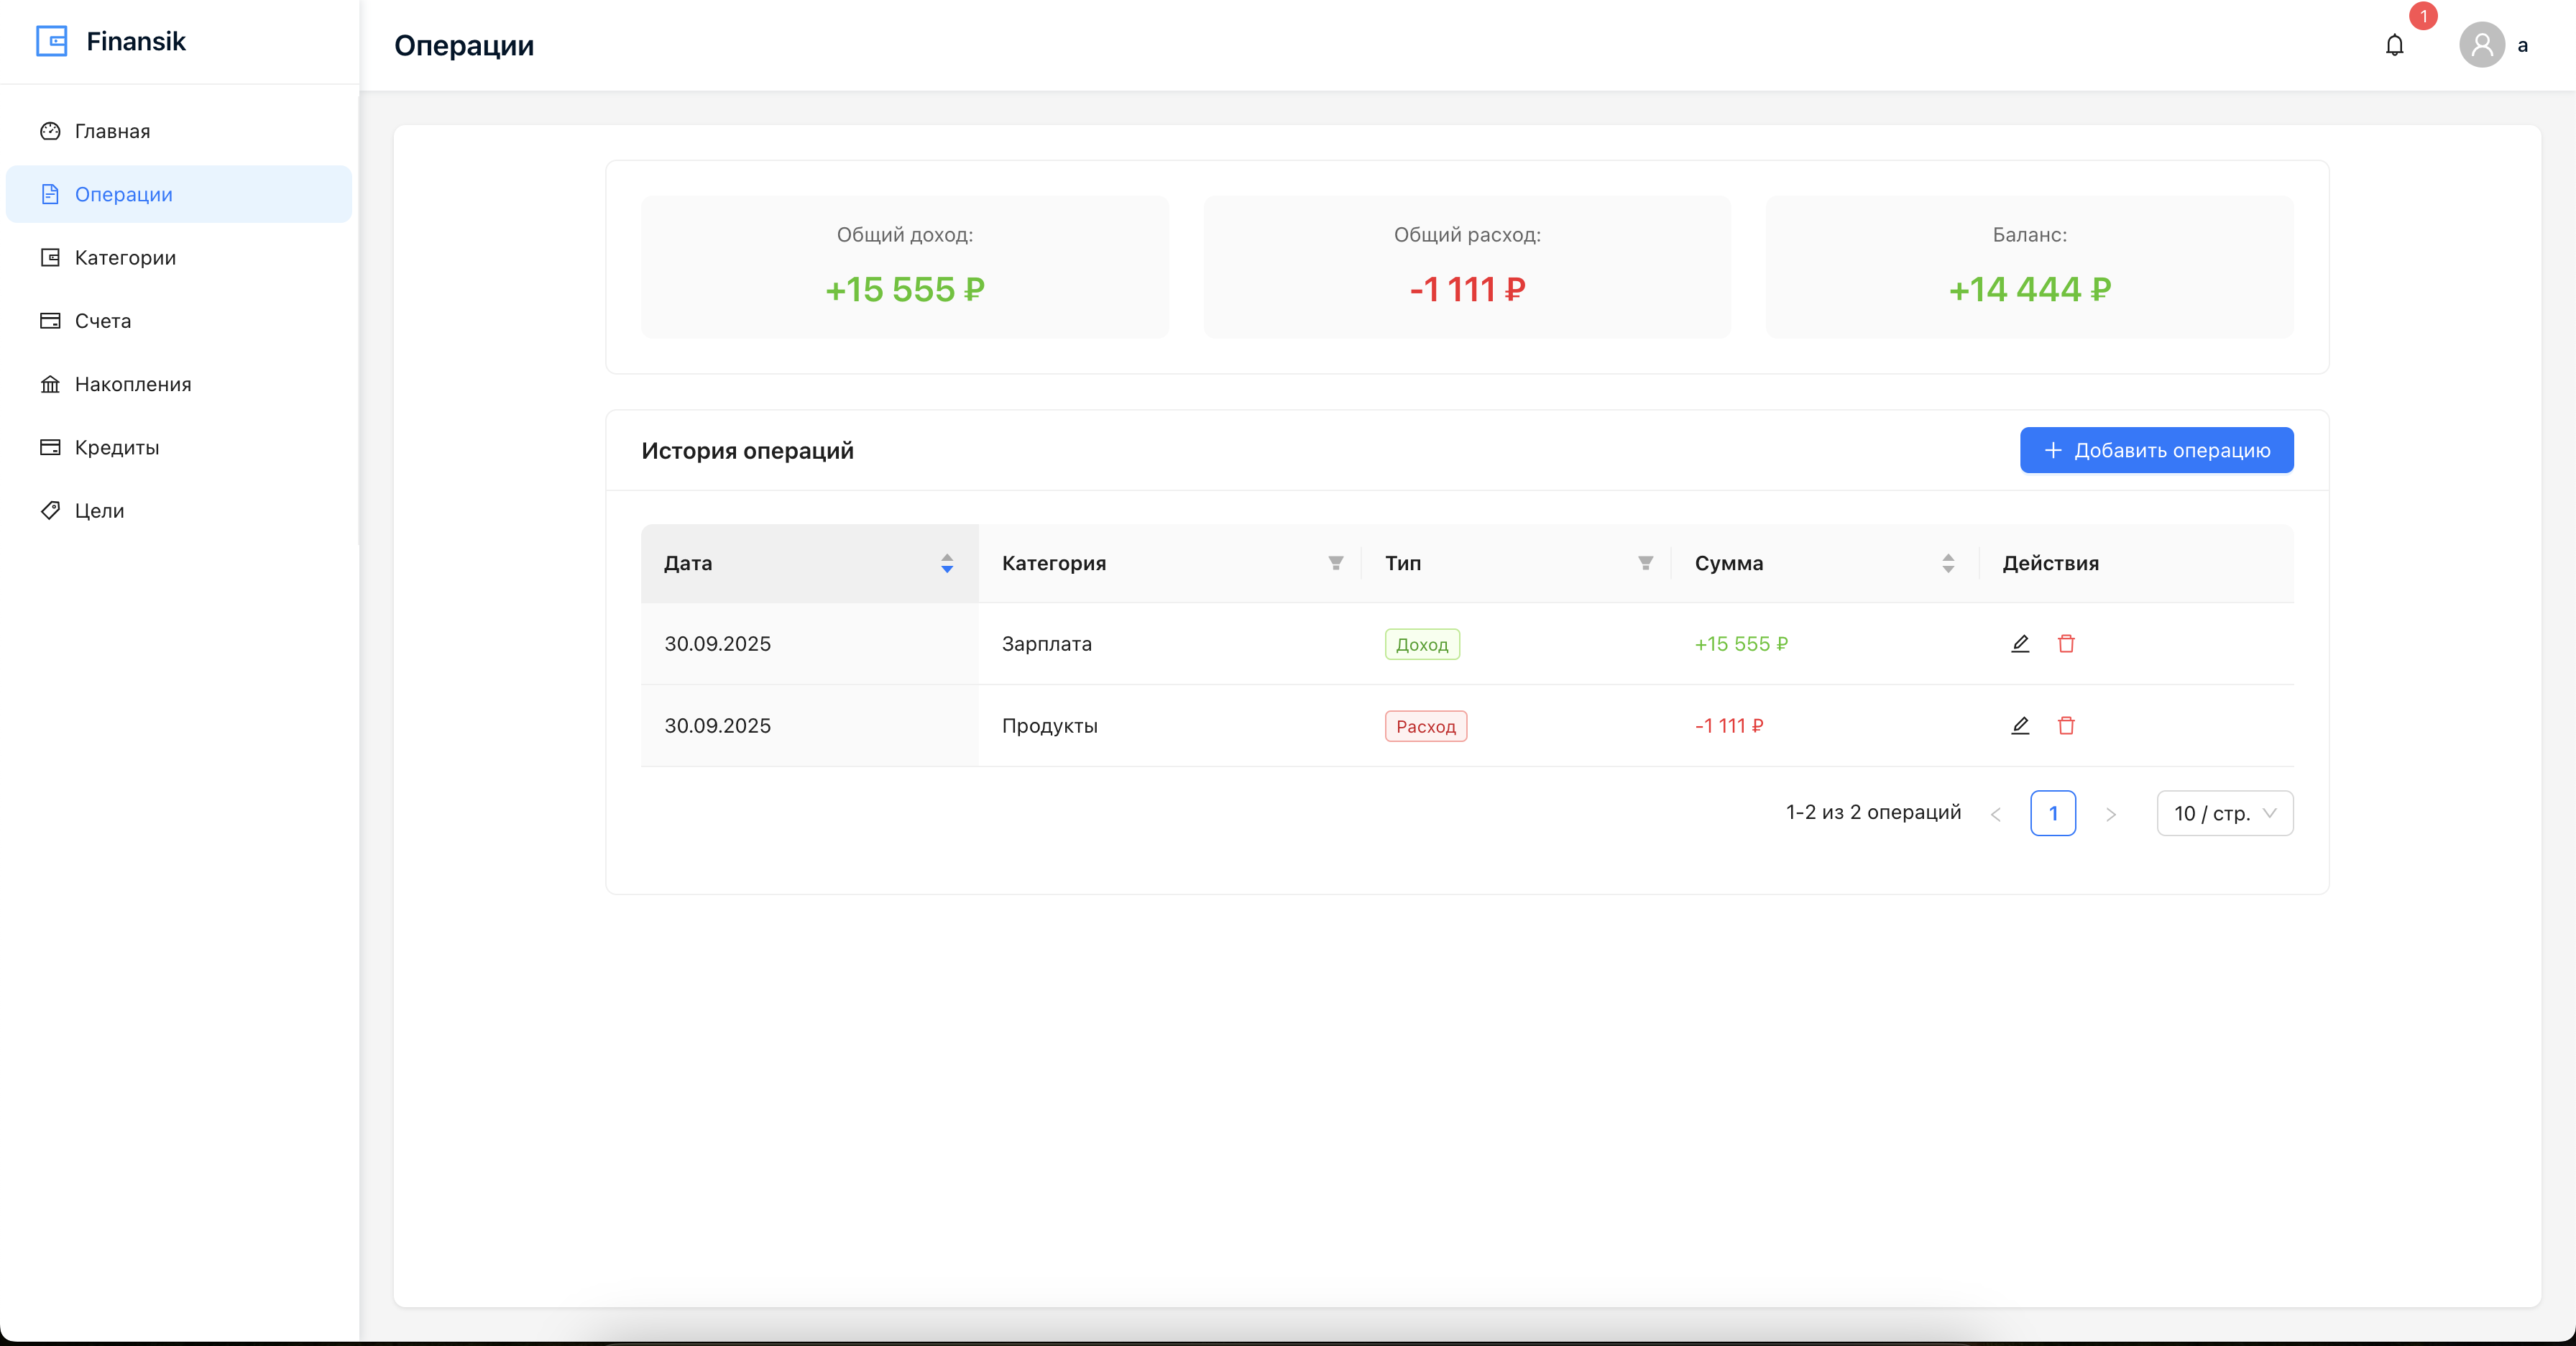 Finansik
Операции
1
a
Главная
Операции
Категории
Счета
Накопления
Кредиты
Цели
Общий доход:
+15 555 ₽
Общий расход:
-1 111 ₽
Баланс:
+14 444 ₽
История операций
Добавить операцию
Дата Категория Тип Сумма Действия
30.09.2025 Зарплата Доход +15 555 ₽
30.09.2025 Продукты Расход -1 111 ₽
1-2 из 2 операций < 1 > 10 / стр.